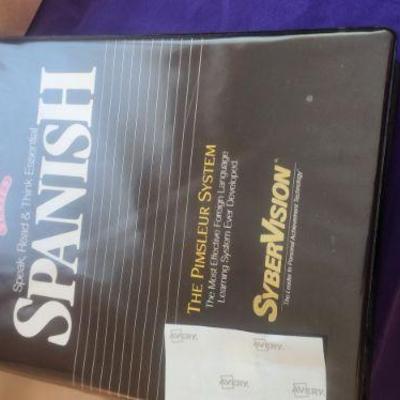 Speak, Read & Think Essential
SPANISH
THE PIMSLEUR SYSTEM
The Most Effective Foreign Language
Learning System Ever Developed.
SYBERVISION
The Leader In Personal Achievement Technology
AVERY.
AVERY.
AVERY.